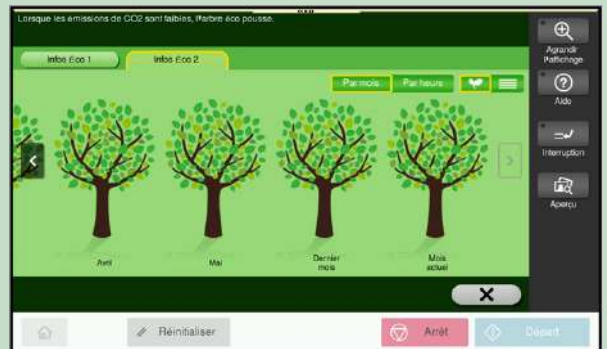 Lorsque les émissions de CO2 sont faibles, l'arbre éco pousse.
Infos Éco 1
Infos Éco 2
Par mois
Par heure
Avril
Mai
Dernier
mois
Mois
actuel
Agrandir
l'affichage
Aide
Interruption
Aperçu
Réinitialiser
Arrêt
Départ